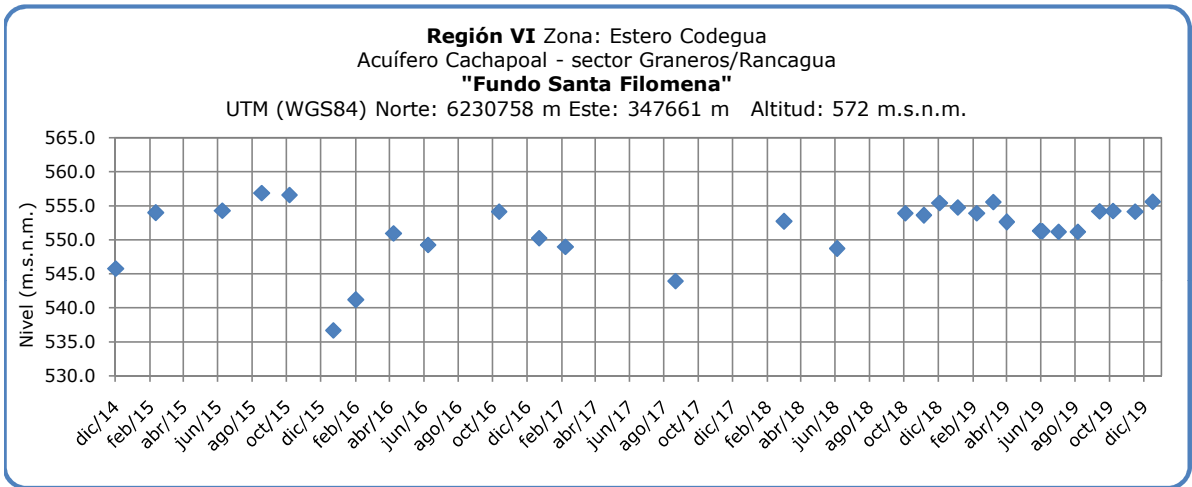 Región VI Zona: Estero Codegua
Acuífero Cachapoal - sector Graneros/Rancagua
"Fundo Santa Filomena"
UTM (WGS84) Norte: 6230758 m Este: 347661 m Altitud: 572 m.s.n.m.
Nivel (m.s.n.m.)
565.0
560.0
555.0
550.0
545.0
540.0
535.0
530.0
dic/14
feb/15
abr/15
jun/15
ago/15
oct/15
dic/15
feb/16
abr/16
jun/16
ago/16
oct/16
dic/16
feb/17
abr/17
jun/17
ago/17
oct/17
dic/17
feb/18
abr/18
jun/18
ago/18
oct/18
dic/18
feb/19
abr/19
jun/19
ago/19
oct/19
dic/19